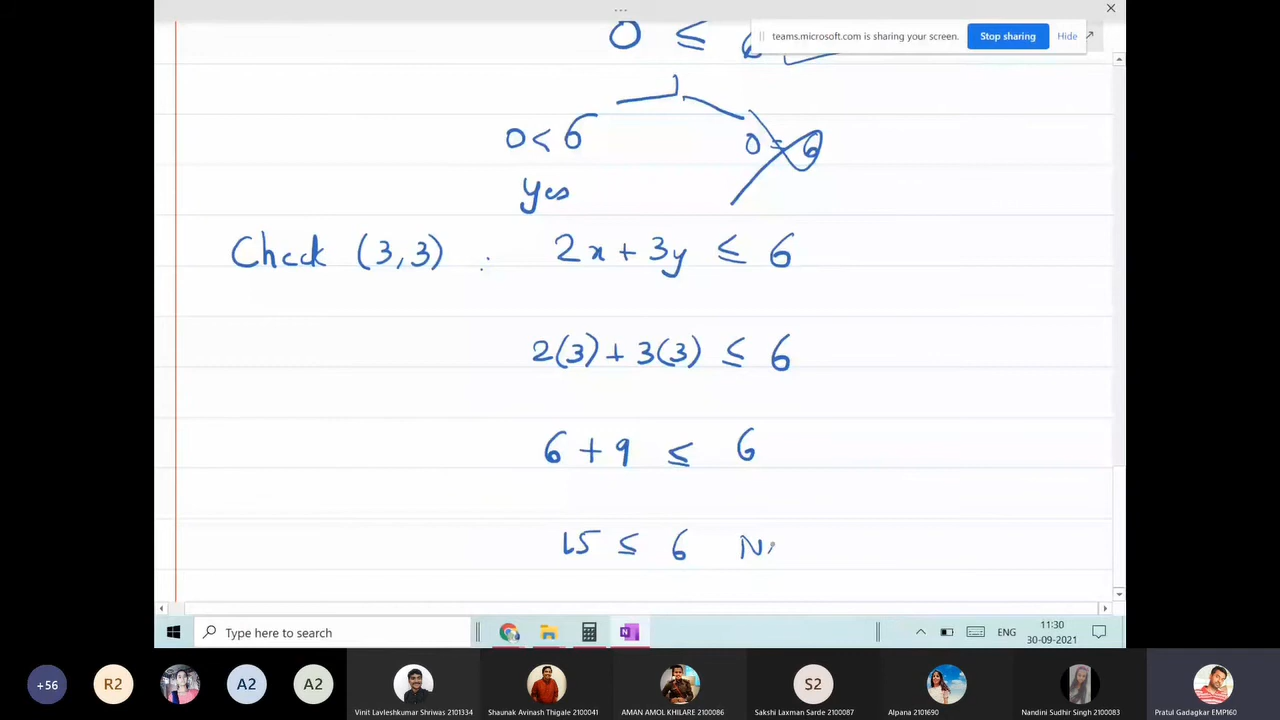 0 ≤
teams.microsoft.com is sharing your screen. Stop sharing Hide
0 < 6 0 = 6
Yes
Check (3,3) : 2x + 3y ≤ 6
2(3) + 3(3) ≤ 6
6 + 9 ≤ 6
15 ≤ 6 N
Type here to search
ENG
11:30
30-09-2021
+56 R2 A2 A2 S2
Vinit Lavleshkumar Shriwas 2101334 Shaunak Avinash Thigale 2100041 AMAN AMOL KHILARE 2100086 Sakshi Laxman Sarde 2100087 Alpana 2101690 Nandini Sudhir Singh 2100083 Pratul Gadagkar EMP160